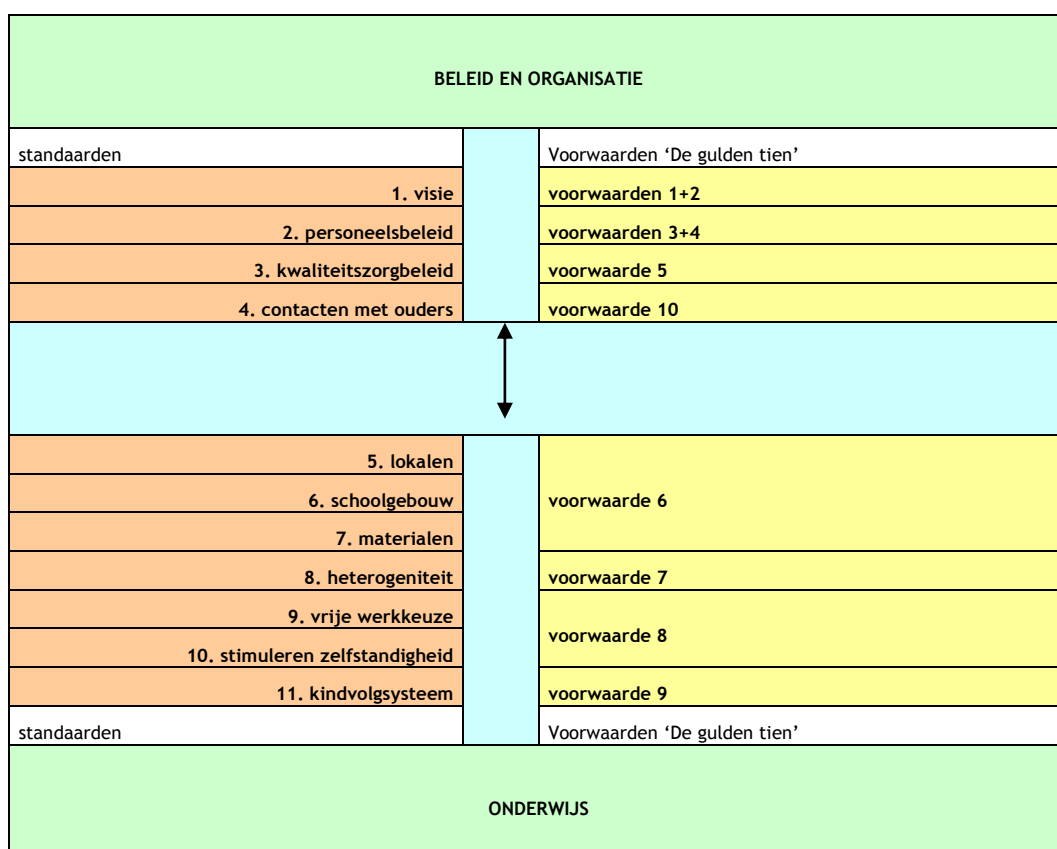 BELEID EN ORGANISATIE
standaarden
Voorwaarden ‘De gulden tien’
1. visie
voorwaarden 1+2
2. personeelsbeleid
voorwaarden 3+4
3. kwaliteitszorgbeleid
voorwaarde 5
4. contacten met ouders
voorwaarde 10
5. lokalen
6. schoolgebouw
voorwaarde 6
7. materialen
8. heterogeniteit
voorwaarde 7
9. vrije werkkeuze
voorwaarde 8
10. stimuleren zelfstandigheid
11. kindvolgsysteem
voorwaarde 9
standaarden
Voorwaarden ‘De gulden tien’
ONDERWIJS